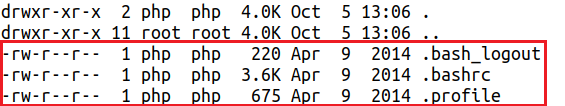 drwxr-xr-x  2 php  php  4.0K Oct  5 13:06 .
drwxr-xr-x 11 root root 4.0K Oct  5 13:06 ..
-rw-r--r--  1 php  php   220 Apr  9  2014 .bash_logout
-rw-r--r--  1 php  php  3.6K Apr  9  2014 .bashrc
-rw-r--r--  1 php  php   675 Apr  9  2014 .profile